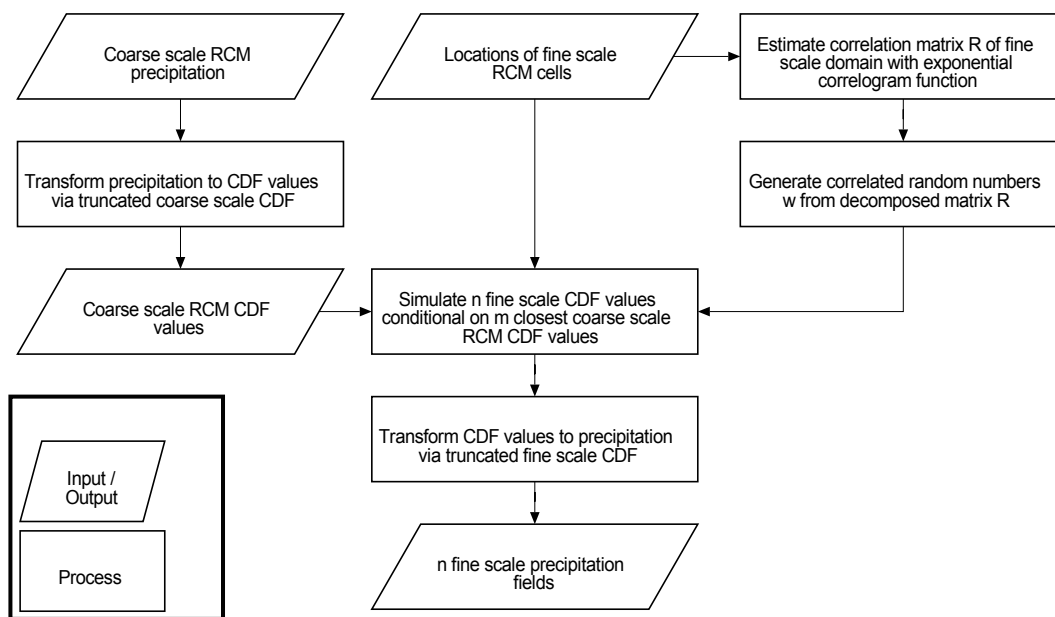 Coarse scale RCM
precipitation
Locations of fine scale
RCM cells
Estimate correlation matrix R of fine
scale domain with exponential
correlogram function
Transform precipitation to CDF values
via truncated coarse scale CDF
Generate correlated random numbers
w from decomposed matrix R
Coarse scale RCM CDF
values
Simulate n fine scale CDF values
conditional on m closest coarse scale
RCM CDF values
Transform CDF values to precipitation
via truncated fine scale CDF
n fine scale precipitation
fields
Input /
Output
Process